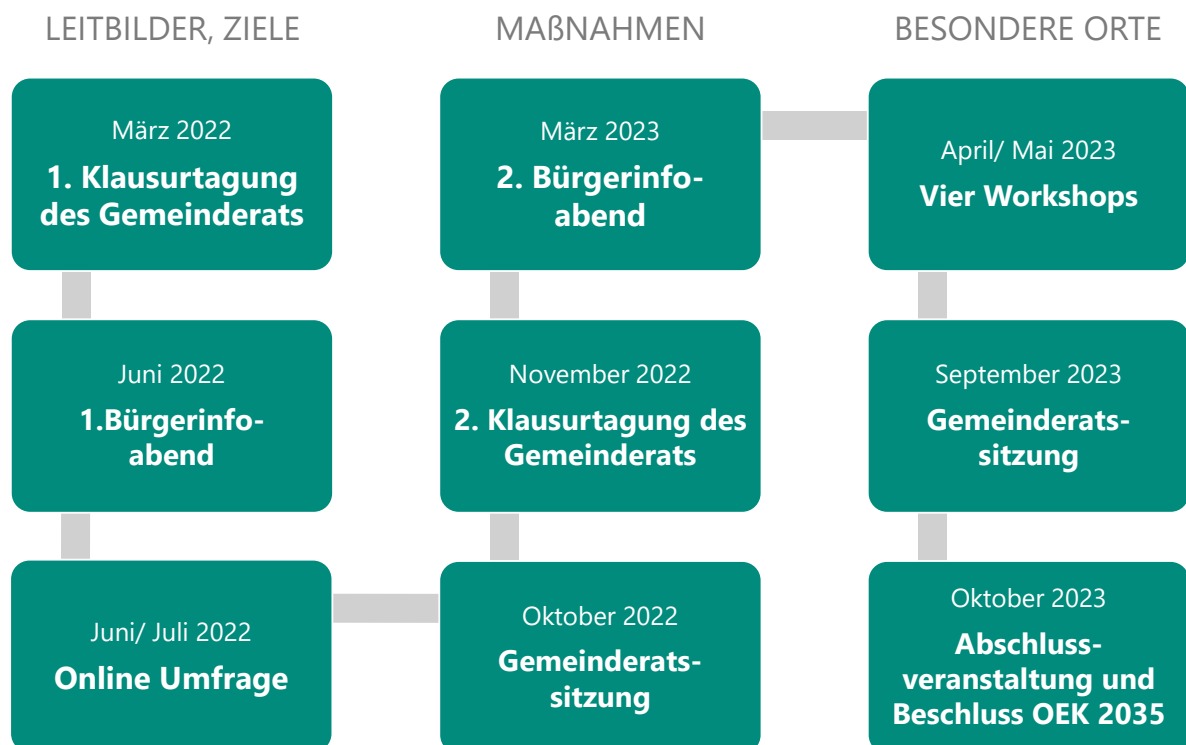 LEITBILDER, ZIELE
März 2022
1. Klausurtagung
des Gemeinderats
Juni 2022
1.Bürgerinfo-
abend
Juni/ Juli 2022
Online Umfrage
MAßNAHMEN
März 2023
2. Bürgerinfo-
abend
November 2022
2. Klausurtagung des
Gemeinderats
Oktober 2022
Gemeinderats-
sitzung
BESONDERE ORTE
April/ Mai 2023
Vier Workshops
September 2023
Gemeinderats-
sitzung
Oktober 2023
Abschluss-
veranstaltung und
Beschluss OEK 2035